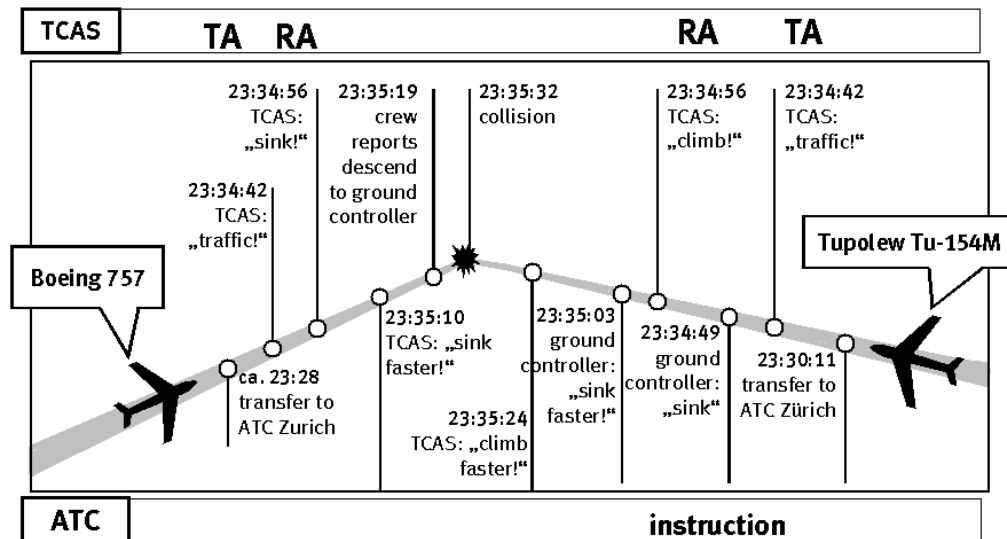 TCAS
TA RA
RA TA
23:34:56
TCAS:
„sink!“
23:35:19
crew
reports
descend
to ground
controller
23:35:32
collision
23:34:56
TCAS:
„climb!“
23:34:42
TCAS:
„traffic!“
23:34:42
TCAS:
„traffic!“
Boeing 757
Tupolew Tu-154M
ca. 23:28
transfer to
ATC Zurich
23:35:10
TCAS: „sink
faster!“
23:35:24
TCAS: „climb
faster!“
23:35:03
ground
controller:
„sink
faster!“
23:34:49
ground
controller:
„sink“
23:30:11
transfer to
ATC Zürich
ATC
instruction